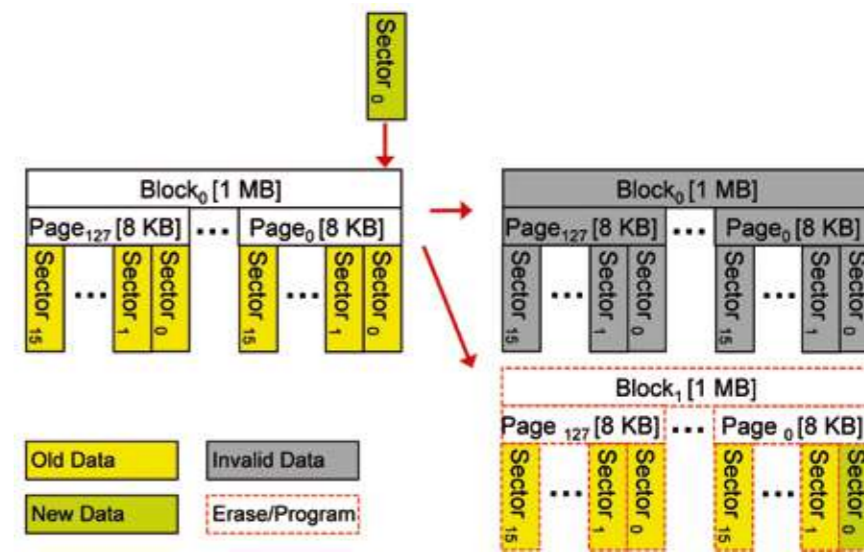 Sector 0
Block0 [1 MB]
Page127 [8 KB] ... Page0 [8 KB]
Sector 15 ... Sector 1 Sector 0 Sector 15 ... Sector 1 Sector 0
Block0 [1 MB]
Page127 [8 KB] ... Page0 [8 KB]
Sector 15 ... Sector 1 Sector 0 Sector 15 ... Sector 1 Sector 0
Block1 [1 MB]
Page 127 [8 KB] ... Page 0 [8 KB]
Sector 15 ... Sector 1 Sector 0 Sector 15 ... Sector 1 Sector 0
Old Data
Invalid Data
New Data
Erase/Program